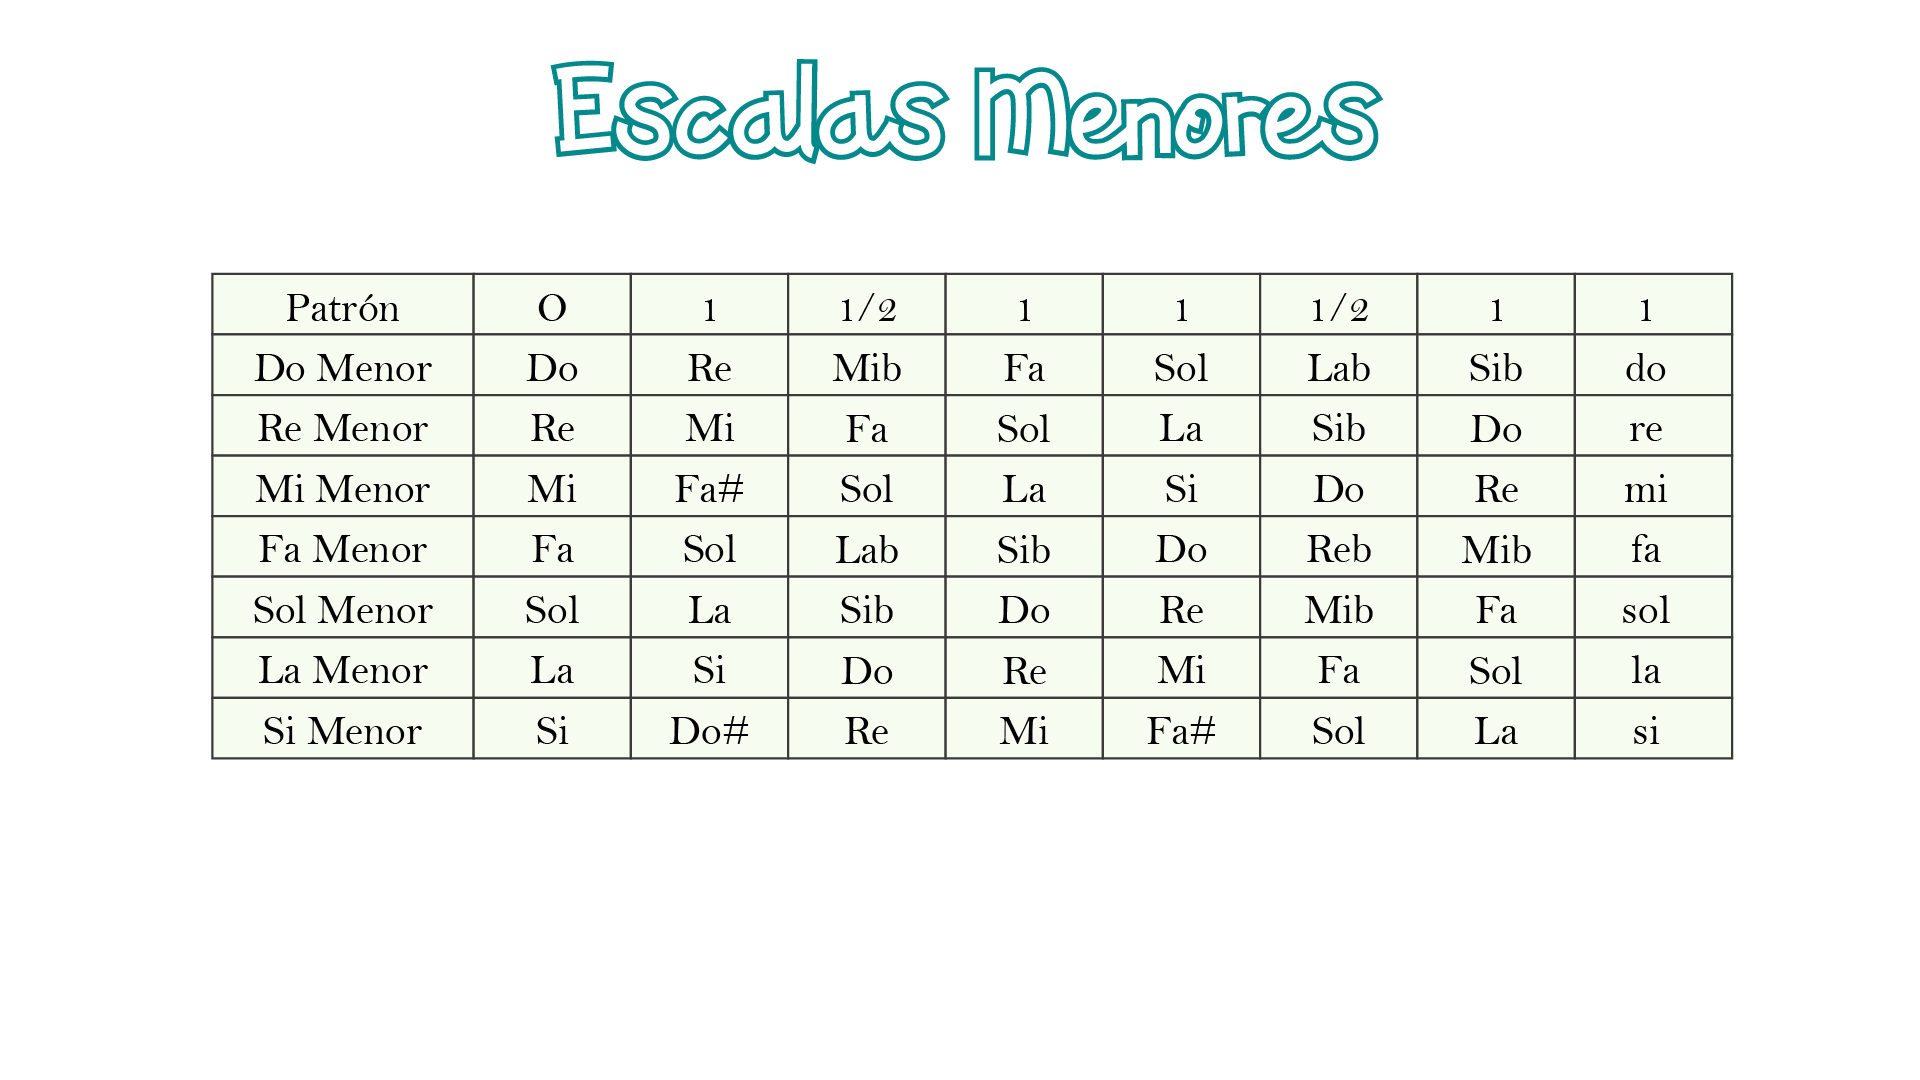 Escalas Menores
Patrón O 1 1/2 1 1 1/2 1 1
Do Menor Do Re Mib Fa Sol Lab Sib do
Re Menor Re Mi Fa Sol La Sib Do re
Mi Menor Mi Fa# Sol La Si Do Re mi
Fa Menor Fa Sol Lab Sib Do Reb Mib fa
Sol Menor Sol La Sib Do Re Mib Fa sol
La Menor La Si Do Re Mi Fa Sol la
Si Menor Si Do# Re Mi Fa# Sol La si